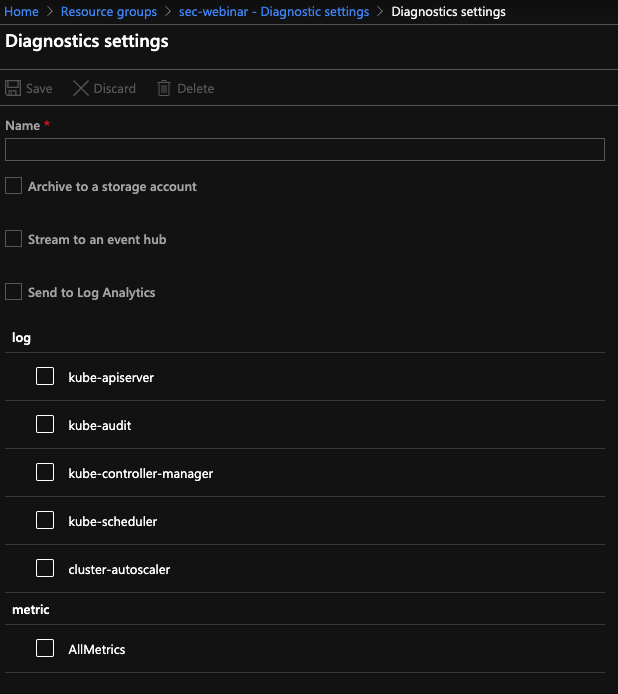 Home > Resource groups > sec-webinar - Diagnostic settings > Diagnostics settings
Diagnostics settings
Save Discard Delete
Name *
Archive to a storage account
Stream to an event hub
Send to Log Analytics
log
kube-apiserver
kube-audit
kube-controller-manager
kube-scheduler
cluster-autoscaler
metric
AllMetrics